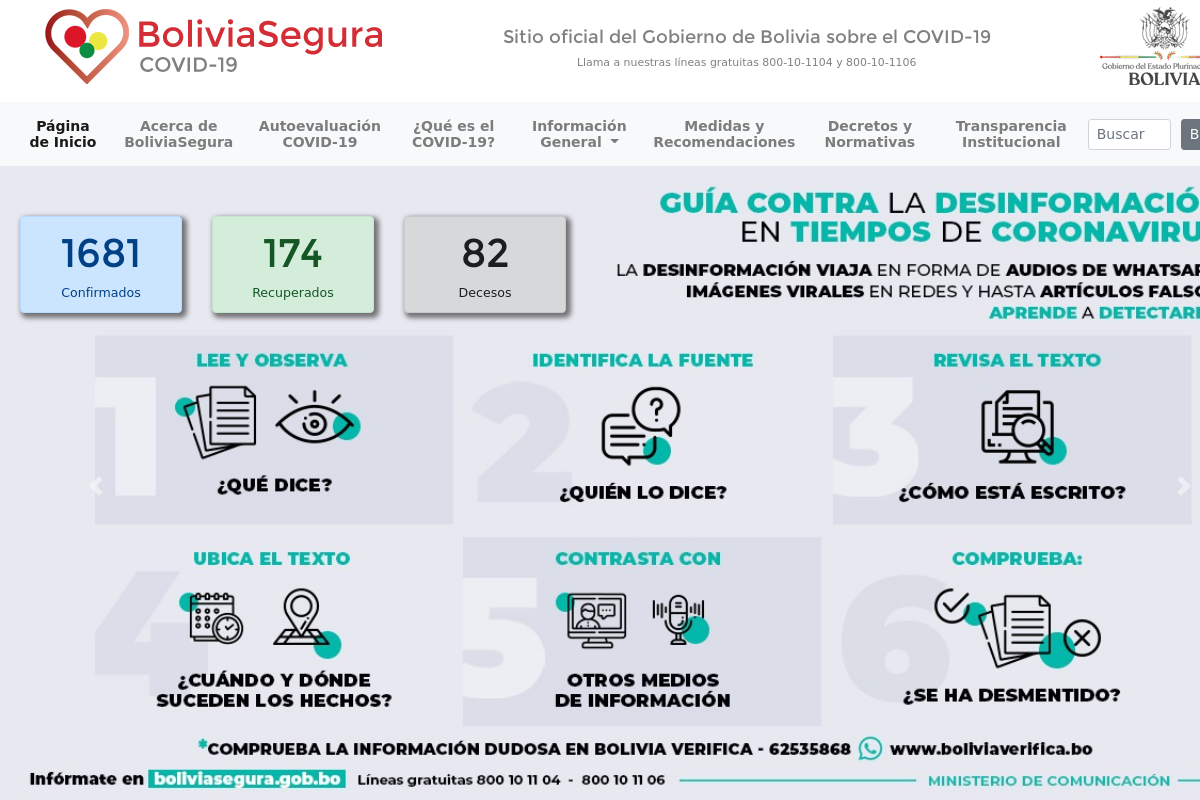 BoliviaSegura
COVID-19
Sitio oficial del Gobierno de Bolivia sobre el COVID-19
Llama a nuestras líneas gratuitas 800-10-1104 y 800-10-1106
Gobierno del Estado Plurinac
BOLIVIA
Página
de Inicio
Acerca de
BoliviaSegura
Autoevaluación
COVID-19
¿Qué es el
COVID-19?
Información
General
Medidas y
Recomendaciones
Decretos y
Normativas
Transparencia
Institucional
Buscar
B
1681
Confirmados
174
Recuperados
82
Decesos
GUÍA CONTRA LA DESINFORMACIÓ
EN TIEMPOS DE CORONAVIRU
LA DESINFORMACIÓN VIAJA EN FORMA DE AUDIOS DE WHATSAP
IMÁGENES VIRALES EN REDES Y HASTA ARTÍCULOS FALSO
APRENDE A DETECTARL
1
LEE Y OBSERVA
¿QUÉ DICE?
2
IDENTIFICA LA FUENTE
?
¿QUIÉN LO DICE?
3
REVISA EL TEXTO
¿CÓMO ESTÁ ESCRITO?
4
UBICA EL TEXTO
¿CUÁNDO Y DÓNDE
SUCEDEN LOS HECHOS?
5
CONTRASTA CON
OTROS MEDIOS
DE INFORMACIÓN
6
COMPRUEBA:
¿SE HA DESMENTIDO?
*COMPRUEBA LA INFORMACIÓN DUDOSA EN BOLIVIA VERIFICA - 62535868 www.boliviaverifica.bo
Infórmate en boliviasegura.gob.bo Líneas gratuitas 800 10 11 04 - 800 10 11 06 MINISTERIO DE COMUNICACIÓN